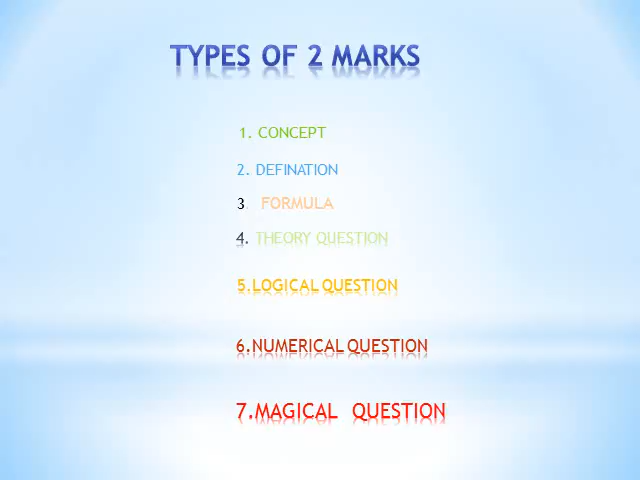 TYPES OF 2 MARKS
1. CONCEPT
2. DEFINATION
3. FORMULA
4. THEORY QUESTION
5.LOGICAL QUESTION
6.NUMERICAL QUESTION
7.MAGICAL QUESTION